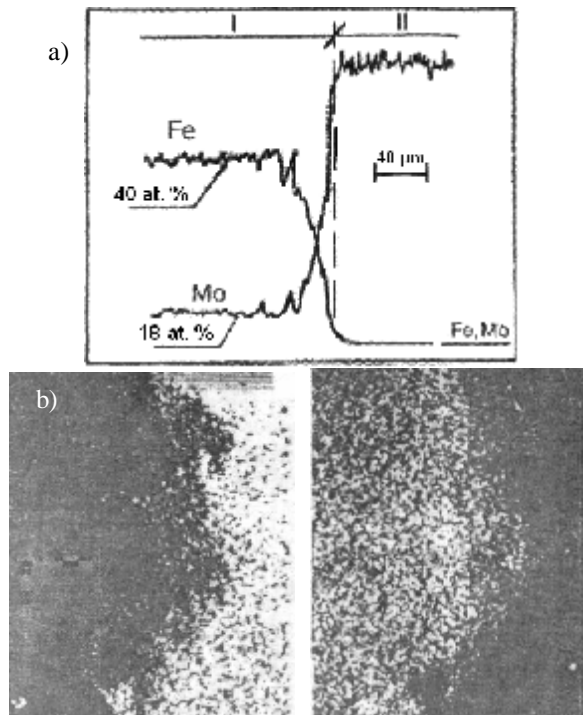 a)
I II
Fe
40 µm
40 at. %
Mo
18 at. %
Fe, Mo
b)